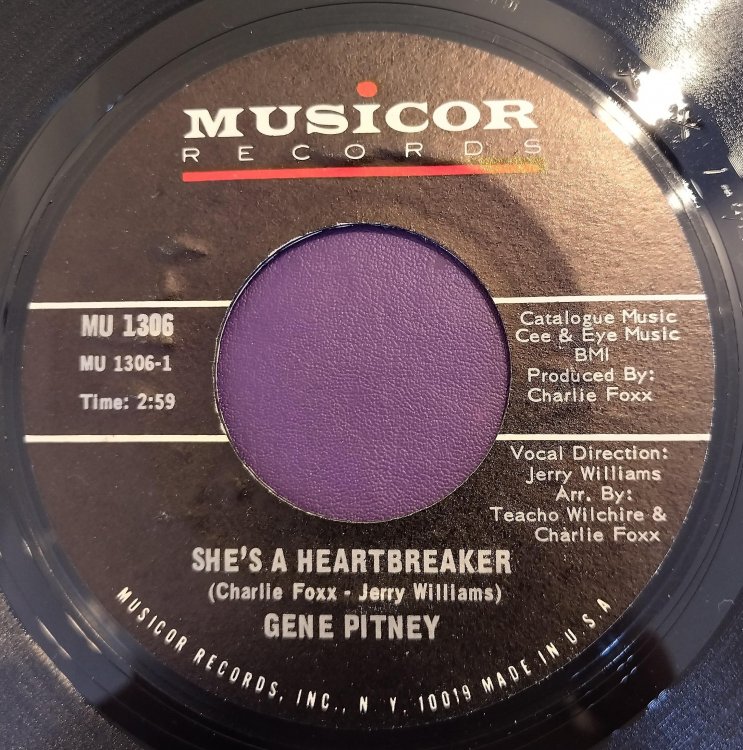 MUSICOR
RECORDS
MU 1306
MU 1306-1
Time: 2:59
Catalogue Music
Cee & Eye Music
BMI
Produced By:
Charlie Foxx
Vocal Direction:
Jerry Williams
Arr. By:
Teacho Wilchire &
Charlie Foxx
SHE'S A HEARTBREAKER
(Charlie Foxx - Jerry Williams)
GENE PITNEY
MUSICOR RECORDS, INC., N. Y. 10019 MADE IN U.S.A